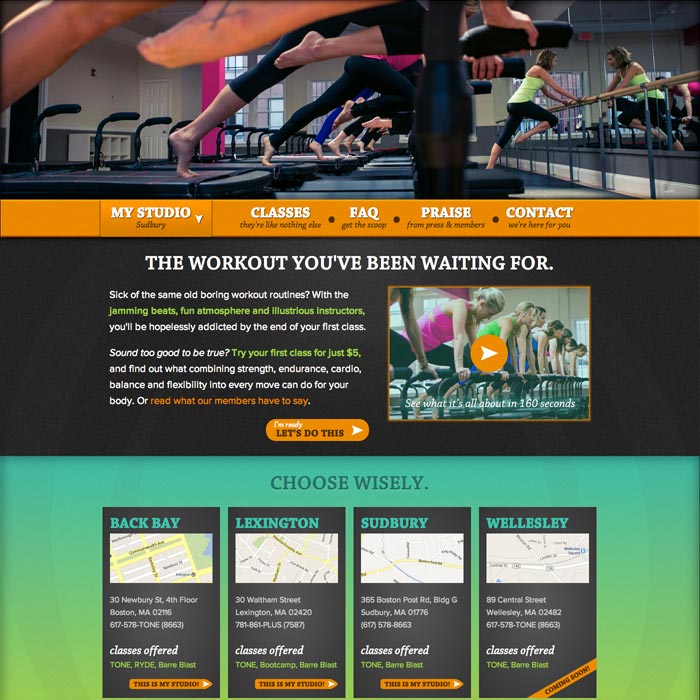 MY STUDIO
Sudbury
CLASSES
they're like nothing else
FAQ
get the scoop
PRAISE
from press & members
CONTACT
we're here for you
THE WORKOUT YOU'VE BEEN WAITING FOR.
Sick of the same old boring workout routines? With the
jamming beats, fun atmosphere and illustrious instructors,
you'll be hopelessly addicted by the end of your first class.
Sound too good to be true? Try your first class for just $5,
and find out what combining strength, endurance, cardio,
balance and flexibility into every move can do for your
body. Or read what our members have to say.
See what it's all about in 160 seconds
I'm ready
LET'S DO THIS
CHOOSE WISELY.
BACK BAY
30 Newbury St, 4th Floor
Boston, MA 02116
617-578-TONE (8663)
classes offered
TONE, RYDE, Barre Blast
THIS IS MY STUDIO!
LEXINGTON
30 Waltham Street
Lexington, MA 02420
781-861-PLUS (7587)
classes offered
TONE, Bootcamp, Barre Blast
THIS IS MY STUDIO!
SUDBURY
365 Boston Post Rd, Bldg G
Sudbury, MA 01776
(617) 578-8663
classes offered
TONE, Barre Blast
THIS IS MY STUDIO!
WELLESLEY
89 Central Street
Wellesley, MA 02482
617-578-TONE (8663)
classes offered
TONE, Barre Blast
COMING SOON!